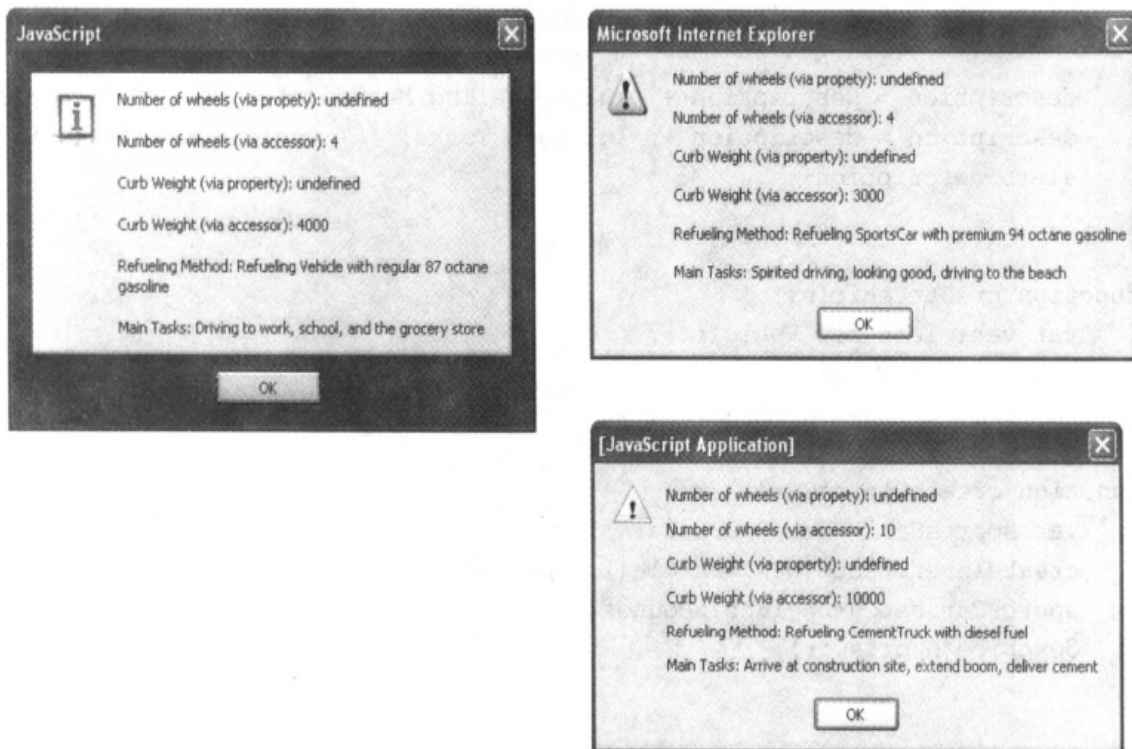 JavaScript
Number of wheels (via propety): undefined
Number of wheels (via accessor): 4
Curb Weight (via property): undefined
Curb Weight (via accessor): 4000
Refueling Method: Refueling Vehicle with regular 87 octane
gasoline
Main Tasks: Driving to work, school, and the grocery store
OK
Microsoft Internet Explorer
Number of wheels (via propety): undefined
Number of wheels (via accessor): 4
Curb Weight (via property): undefined
Curb Weight (via accessor): 3000
Refueling Method: Refueling SportsCar with premium 94 octane gasoline
Main Tasks: Spirited driving, looking good, driving to the beach
OK
[JavaScript Application]
Number of wheels (via propety): undefined
Number of wheels (via accessor): 10
Curb Weight (via property): undefined
Curb Weight (via accessor): 10000
Refueling Method: Refueling CementTruck with diesel fuel
Main Tasks: Arrive at construction site, extend boom, deliver cement
OK